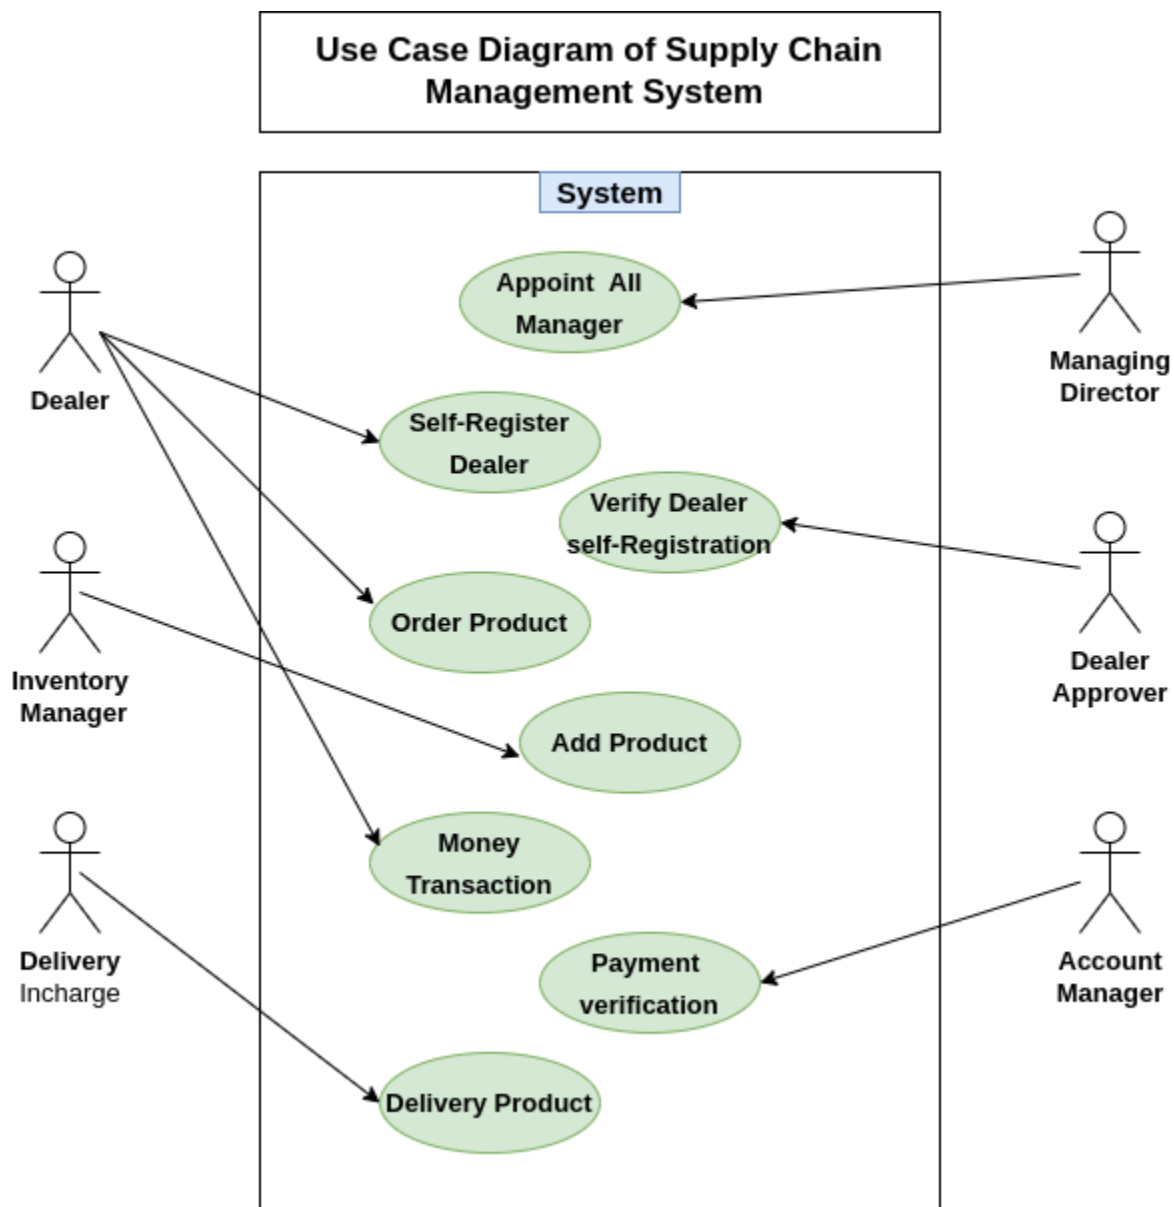 Use Case Diagram of Supply Chain
Management System
System
Appoint All
Manager
Managing
Director
Dealer
Self-Register
Dealer
Verify Dealer
self-Registration
Order Product
Inventory
Manager
Dealer
Approver
Add Product
Money
Transaction
Delivery
Incharge
Payment
verification
Account
Manager
Delivery Product